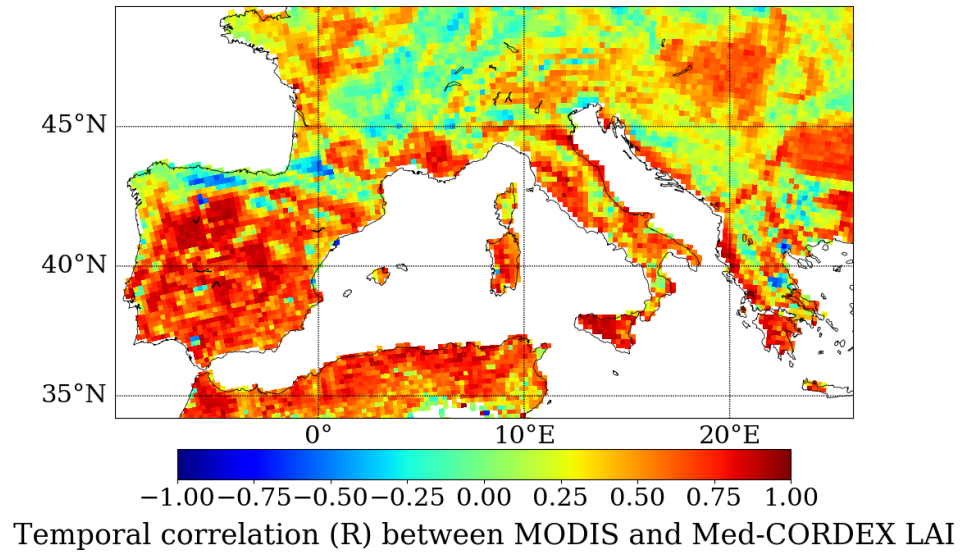 45°N
40°N
35°N
0° 10°E 20°E
−1.00 −0.75 −0.50 −0.25 0.00 0.25 0.50 0.75 1.00
Temporal correlation (R) between MODIS and Med-CORDEX LAI